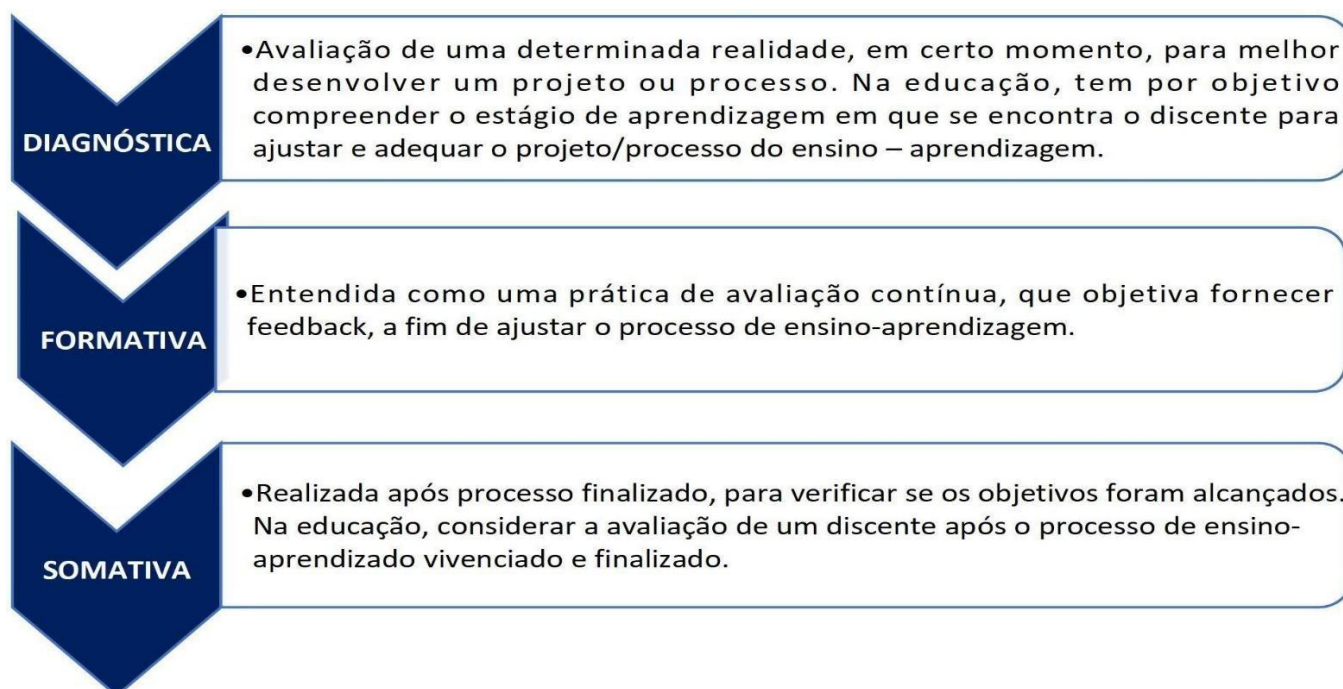 DIAGNÓSTICA
•Avaliação de uma determinada realidade, em certo momento, para melhor
desenvolver um projeto ou processo. Na educação, tem por objetivo
compreender o estágio de aprendizagem em que se encontra o discente para
ajustar e adequar o projeto/processo do ensino – aprendizagem.
FORMATIVA
•Entendida como uma prática de avaliação contínua, que objetiva fornecer
feedback, a fim de ajustar o processo de ensino-aprendizagem.
SOMATIVA
•Realizada após processo finalizado, para verificar se os objetivos foram alcançados.
Na educação, considerar a avaliação de um discente após o processo de ensino-
aprendizado vivenciado e finalizado.